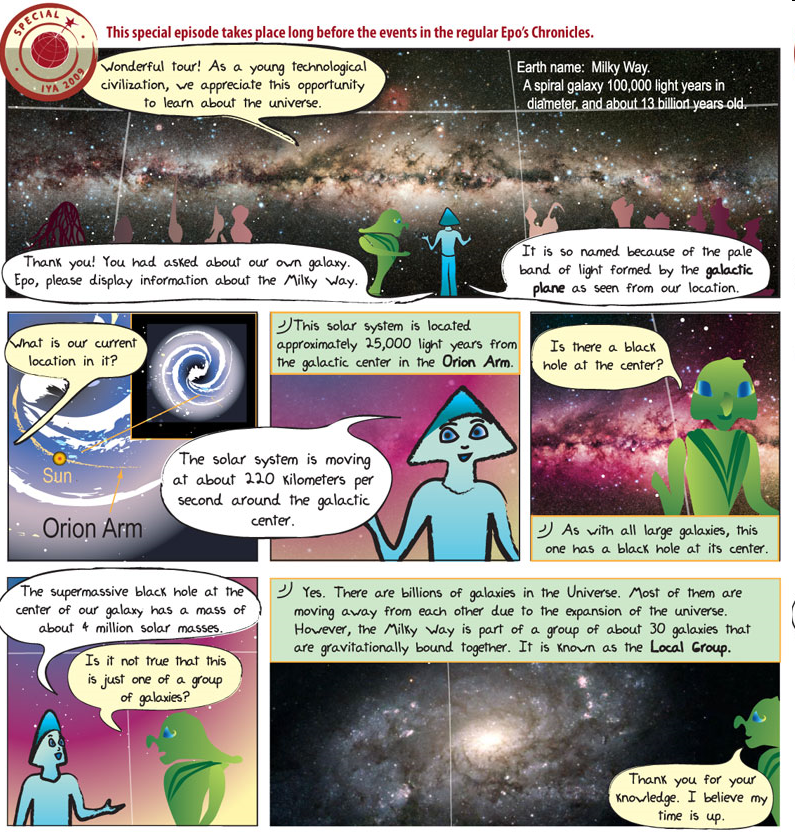 SPECIAL
IYA 2009
This special episode takes place long before the events in the regular Epo's Chronicles.
Wonderful tour! As a young technological
civilization, we appreciate this opportunity
to learn about the universe.
Earth name: Milky Way.
A spiral galaxy 100,000 light years in
diameter, and about 13 billion years old.
Thank you! You had asked about our own galaxy.
Epo, please display information about the Milky Way.
It is so named because of the pale
band of light formed by the galactic
plane as seen from our location.
What is our current
location in it?
Sun
Orion Arm
This solar system is located
approximately 25,000 light years from
the galactic center in the Orion Arm.
The solar system is moving
at about 220 kilometers per
second around the galactic
center.
Is there a black
hole at the center?
As with all large galaxies, this
one has a black hole at its center.
The supermassive black hole at the
center of our galaxy has a mass of
about 4 million solar masses.
Is it not true that this
is just one of a group
of galaxies?
Yes. There are billions of galaxies in the Universe. Most of them are
moving away from each other due to the expansion of the universe.
However, the Milky Way is part of a group of about 30 galaxies that
are gravitationally bound together. It is known as the Local Group.
Thank you for your
knowledge. I believe my
time is up.